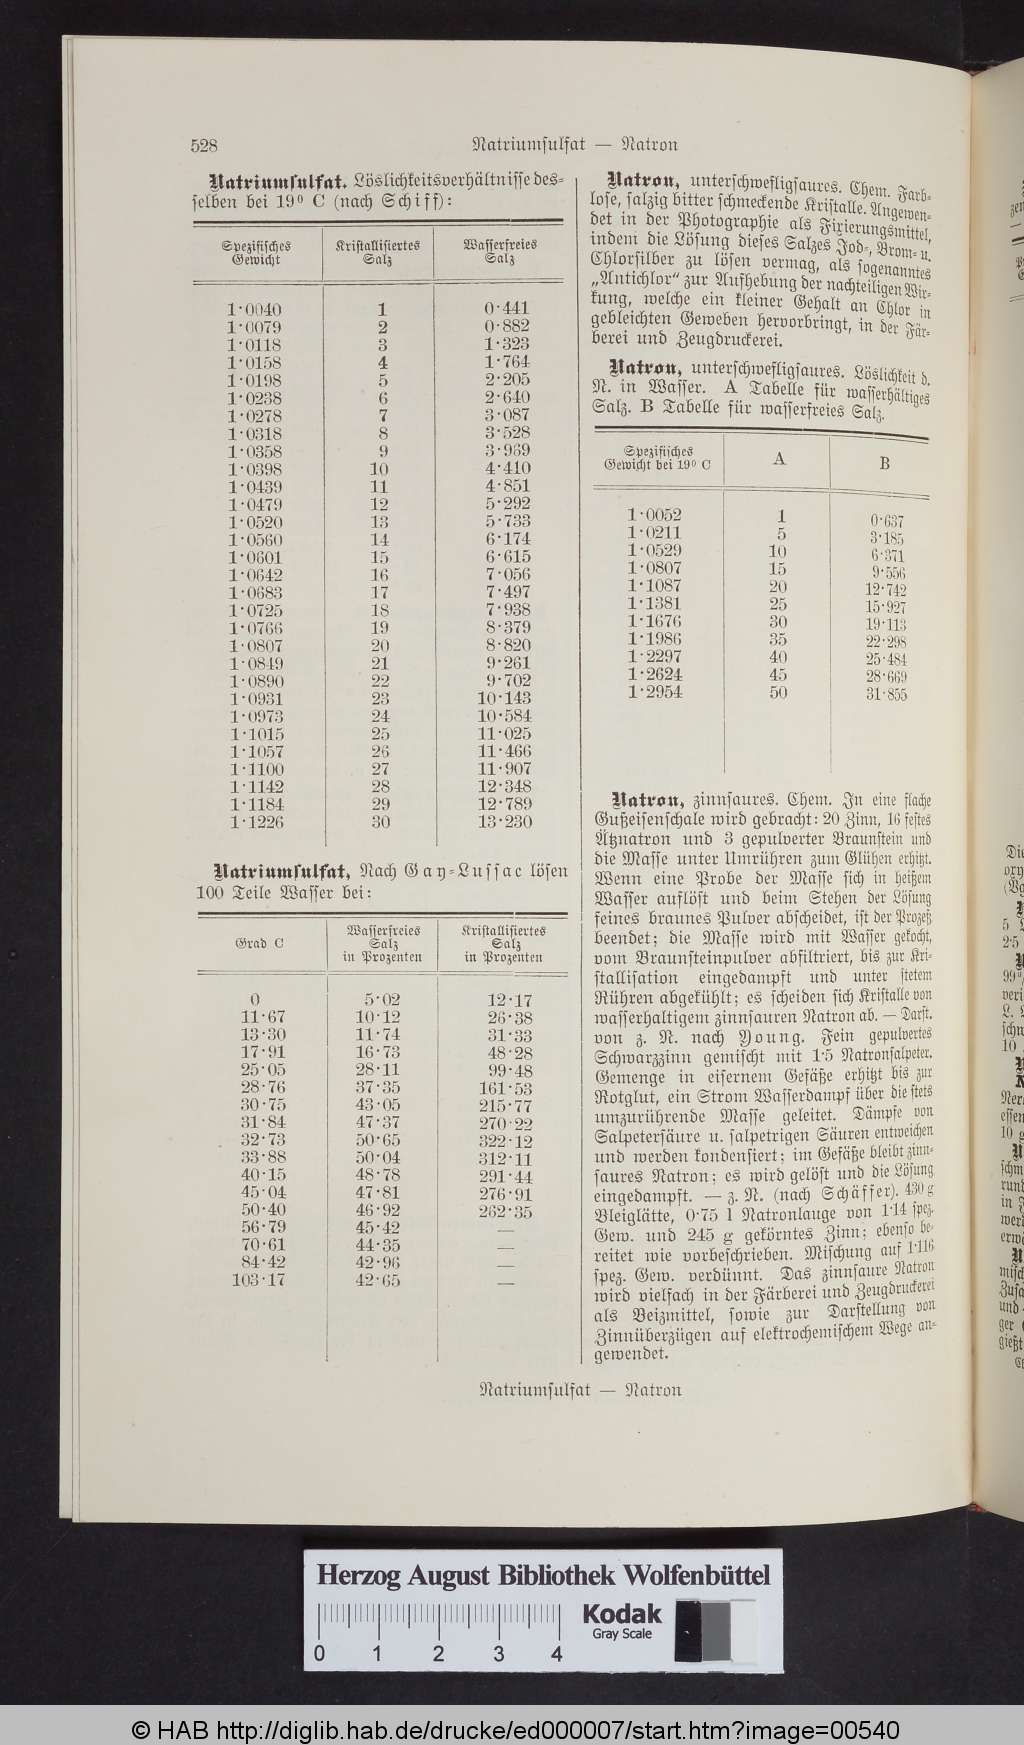 528
Natriumsulfat — Natron
Natriumsulfat. Löslichkeitsverhältnisse des-
selben bei 19⁰ C (nach Schiff):
Spezifisches Gewicht | Kristallisiertes Salz | Wasserfreies Salz
1·0040 1 0·441
1·0079 2 0·882
1·0118 3 1·323
1·0158 4 1·764
1·0198 5 2·205
1·0238 6 2·640
1·0278 7 3·087
1·0318 8 3·528
1·0358 9 3·969
1·0398 10 4·410
1·0439 11 4·851
1·0479 12 5·292
1·0520 13 5·733
1·0560 14 6·174
1·0601 15 6·615
1·0642 16 7·056
1·0683 17 7·497
1·0725 18 7·938
1·0766 19 8·379
1·0807 20 8·820
1·0849 21 9·261
1·0890 22 9·702
1·0931 23 10·143
1·0973 24 10·584
1·1015 25 11·025
1·1057 26 11·466
1·1100 27 11·907
1·1142 28 12·348
1·1184 29 12·789
1·1226 30 13·230
Natriumsulfat, Nach Gay-Lussac lösen
100 Teile Wasser bei:
Grad C | Wasserfreies Salz in Prozenten | Kristallisiertes Salz in Prozenten
0 5·02 12·17
11·67 10·12 26·38
13·30 11·74 31·33
17·91 16·73 48·28
25·05 28·11 99·48
28·76 37·35 161·53
30·75 43·05 215·77
31·84 47·37 270·22
32·73 50·65 322·12
33·88 50·04 312·11
40·15 48·78 291·44
45·04 47·81 276·91
50·40 46·92 262·35
56·79 45·42 —
70·61 44·35 —
84·42 42·96 —
103·17 42·65 —
Natron, unterschwefligsaures. Chem. Farb-
lose, salzig bitter schmeckende Kristalle. Angewen-
det in der Photographie als Fixierungsmittel,
indem die Lösung dieses Salzes Jod-, Brom- u.
Chlorsilber zu lösen vermag, als sogenanntes
„Antichlor“ zur Aufhebung der nachteiligen Wir-
kung, welche ein kleiner Gehalt an Chlor in
gebleichten Geweben hervorbringt, in der Fär-
berei und Zeugdruckerei.
Natron, unterschwefligsaures. Löslichkeit d.
N. in Wasser. A Tabelle für wasserhältiges
Salz. B Tabelle für wasserfreies Salz.
Spezifisches Gewicht bei 19⁰ C | A | B
1·0052 1 0·637
1·0211 5 3·185
1·0529 10 6·371
1·0807 15 9·556
1·1087 20 12·742
1·1381 25 15·927
1·1676 30 19·113
1·1986 35 22·298
1·2297 40 25·484
1·2624 45 28·669
1·2954 50 31·855
Natron, zinnsaures. Chem. In eine flache
Gußeisenschale wird gebracht: 20 Zinn, 16 festes
Ätznatron und 3 gepulverter Braunstein und
die Masse unter Umrühren zum Glühen erhitzt.
Wenn eine Probe der Masse sich in heißem
Wasser auflöst und beim Stehen der Lösung
feines braunes Pulver abscheidet, ist der Prozeß
beendet; die Masse wird mit Wasser gekocht,
vom Braunsteinpulver abfiltriert, bis zur Kri-
stallisation eingedampft und unter stetem
Rühren abgekühlt; es scheiden sich Kristalle von
wasserhaltigem zinnsauren Natron ab. — Darst.
von z. N. nach Young. Fein gepulvertes
Schwarzzinn gemischt mit 1·5 Natronsalpeter.
Gemenge in eisernem Gefäße erhitzt bis zur
Rotglut, ein Strom Wasserdampf über die stets
umzurührende Masse geleitet. Dämpfe von
Salpetersäure u. salpetrigen Säuren entweichen
und werden kondensiert; im Gefäße bleibt zinn-
saures Natron; es wird gelöst und die Lösung
eingedampft. — z. N. (nach Schäffer). 430 g
Bleiglätte, 0·75 l Natronlauge von 1·14 spez.
Gew. und 245 g gekörntes Zinn; ebenso be-
reitet wie vorbeschrieben. Mischung auf 1·116
spez. Gew. verdünnt. Das zinnsaure Natron
wird vielfach in der Färberei und Zeugdruckerei
als Beizmittel, sowie zur Darstellung von
Zinnüberzügen auf elektrochemischem Wege an-
gewendet.
Natriumsulfat — Natron
Herzog August Bibliothek Wolfenbüttel
0 1 2 3 4
Kodak
Gray Scale
© HAB http://diglib.hab.de/drucke/ed000007/start.htm?image=00540